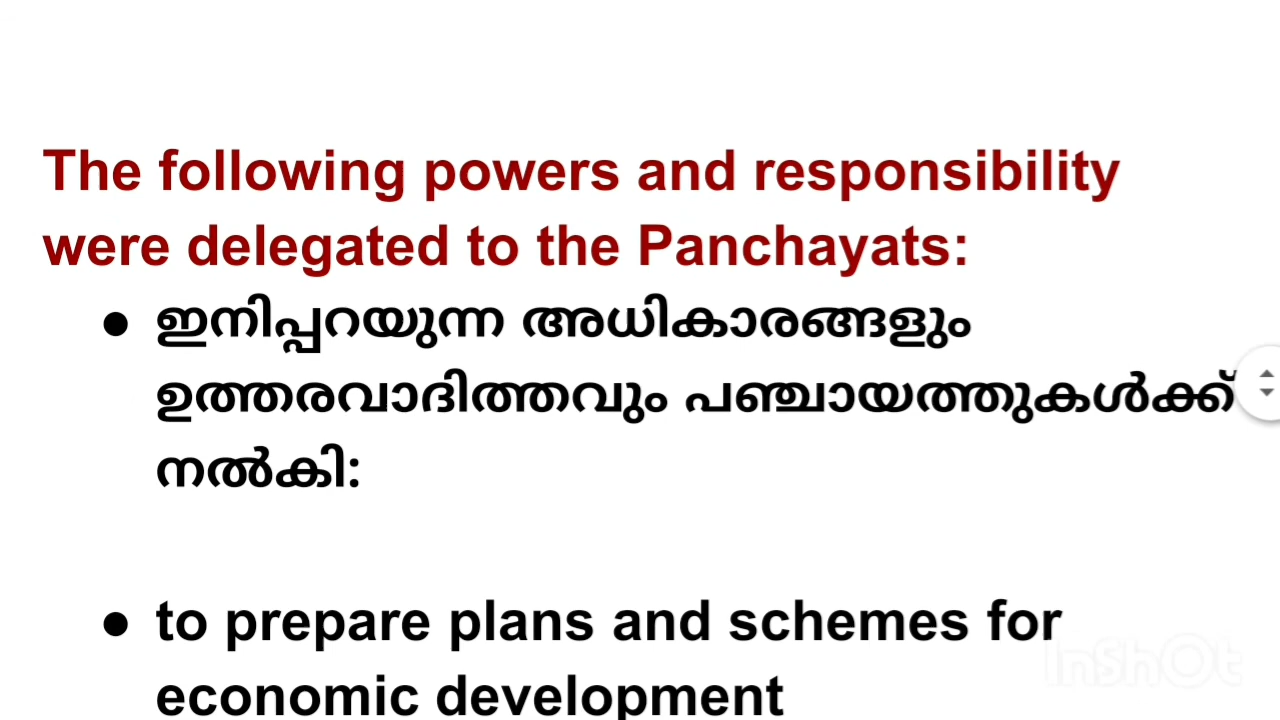 The following powers and responsibility
were delegated to the Panchayats:
● ഇനിപ്പറയുന്ന അധികാരങ്ങളും
ഉത്തരവാദിത്തവും പഞ്ചായത്തുകൾക്ക്
നൽകി:
● to prepare plans and schemes for
economic development
InShOt